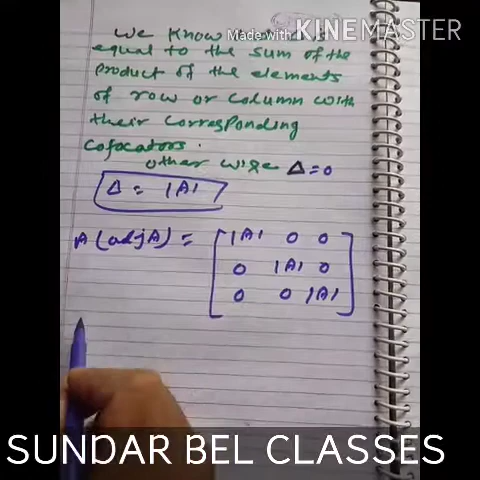 Made with KINEMASTER
We know
equal to the sum of the
product of the elements
of row or column with
their corresponding
cofocators.
other wise Δ=0
Δ = |A|
A(adjA) = [|A| 0 0
0 |A| 0
0 0 |A|]
SUNDAR BEL CLASSES